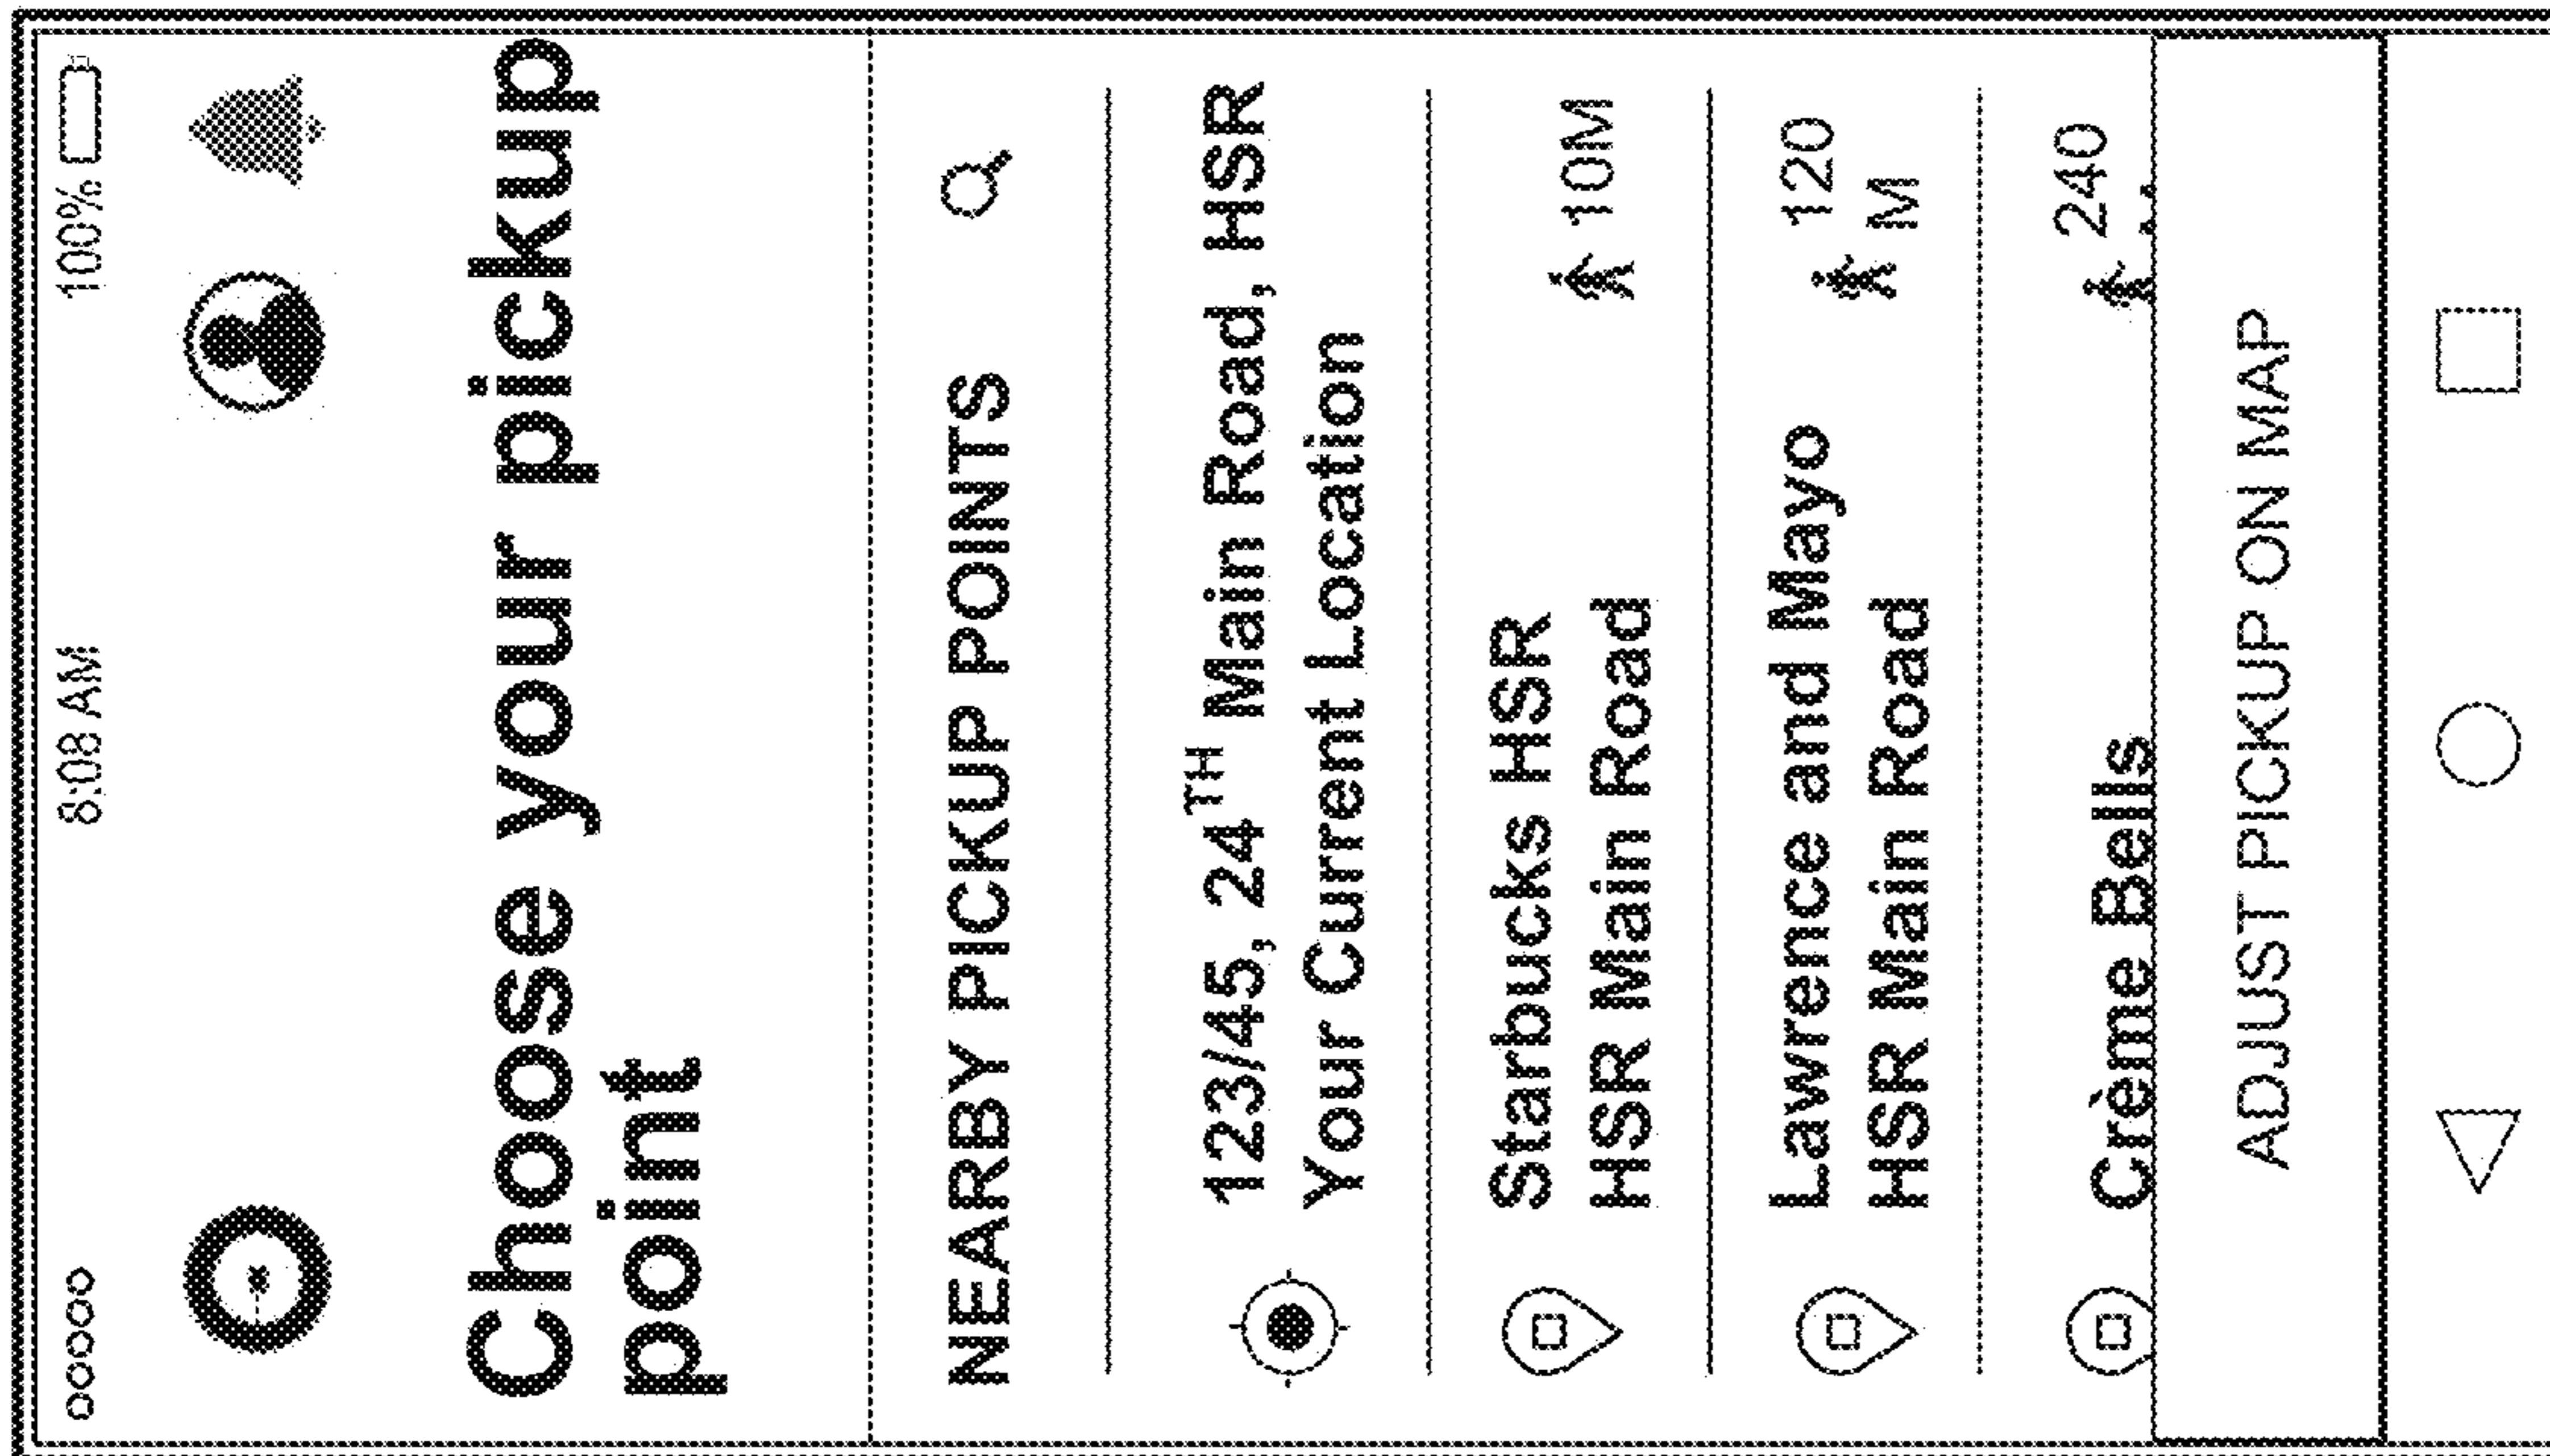 8:08 AM 100%
Choose your pickup
point
NEARBY PICKUP POINTS
123/45, 24TH Main Road, HSR
Your Current Location
Starbucks HSR
HSR Main Road
10M
Lawrence and Mayo
HSR Main Road
120
M
Crème Bells
240
ADJUST PICKUP ON MAP